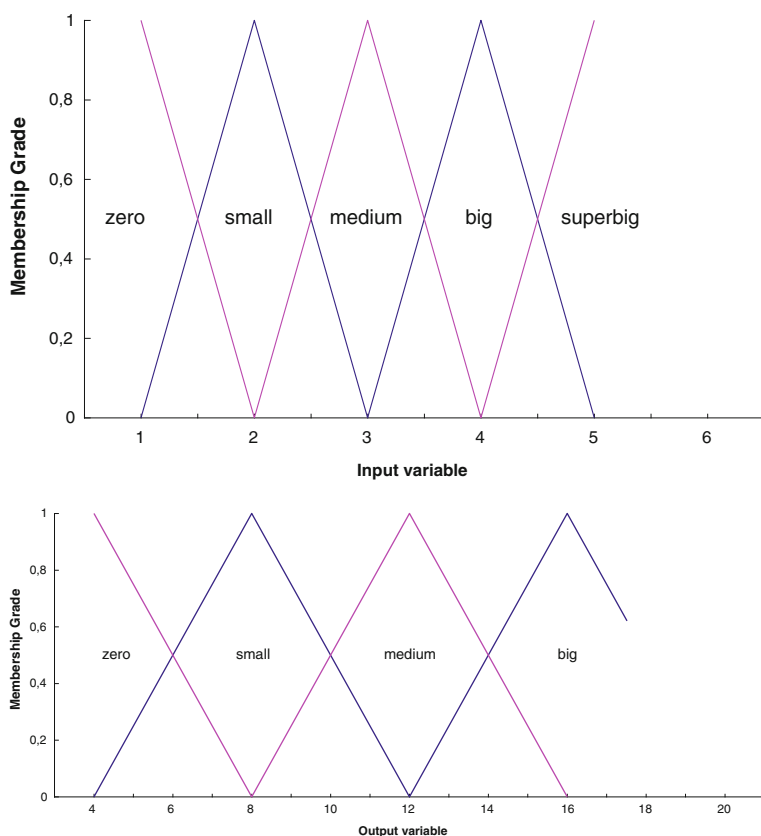 1
0,8
0,6
0,4
0,2
0
Membership Grade
zero small medium big superbig
1 2 3 4 5 6
Input variable
1
0,8
0,6
0,4
0,2
0
Membership Grade
zero small medium big
4 6 8 10 12 14 16 18 20
Output variable